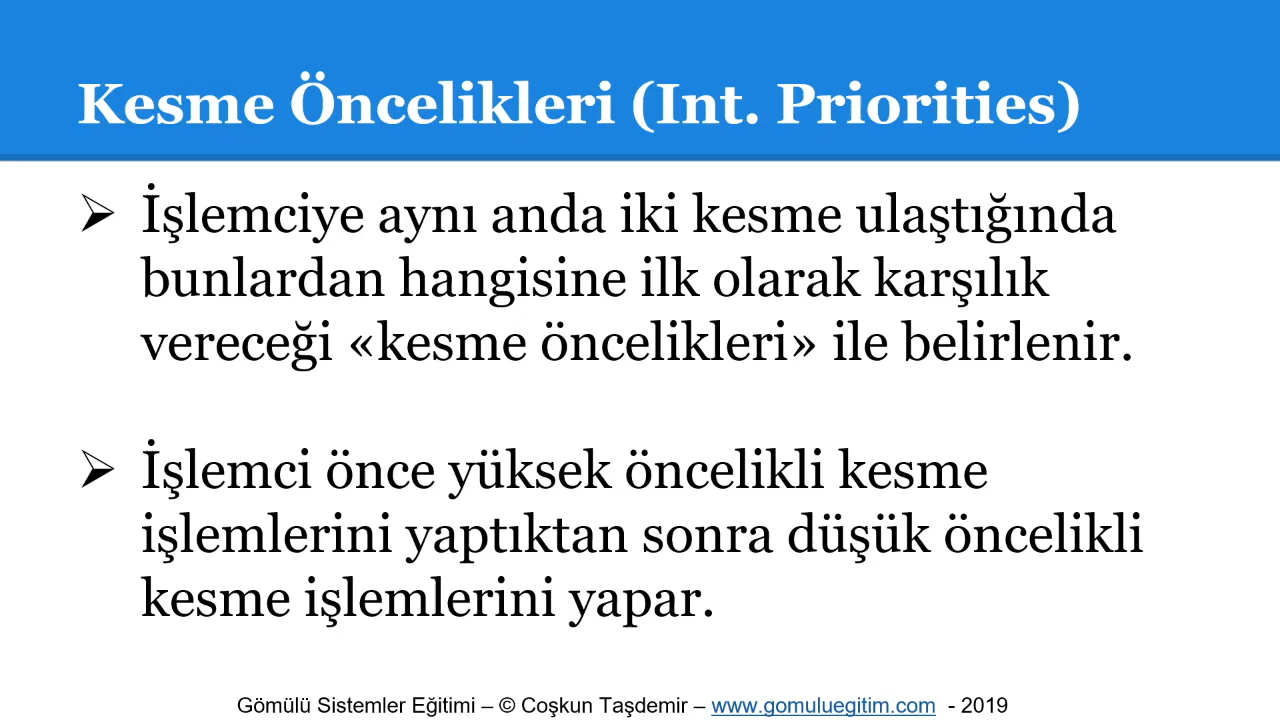 Kesme Öncelikleri (Int. Priorities)
➢ İşlemciye aynı anda iki kesme ulaştığında
bunlardan hangisine ilk olarak karşılık
vereceği «kesme öncelikleri» ile belirlenir.
➢ İşlemci önce yüksek öncelikli kesme
işlemlerini yaptıktan sonra düşük öncelikli
kesme işlemlerini yapar.
Gömülü Sistemler Eğitimi – © Coşkun Taşdemir – www.gomuluegitim.com - 2019